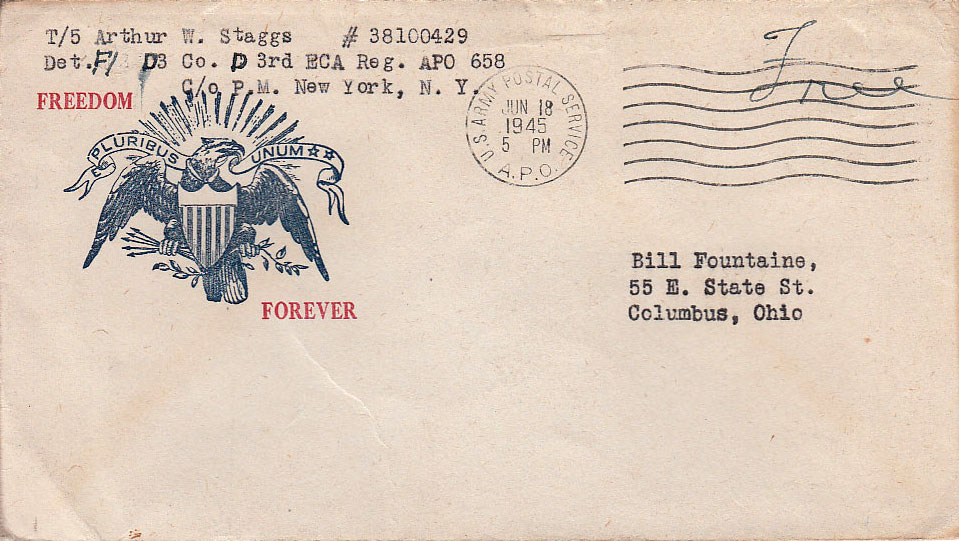 T/5 Arthur W. Staggs # 38100429
Det. F1 D3 Co. D 3rd ECA Reg. APO 658
C/o P.M. New York, N. Y.
FREEDOM
E PLURIBUS UNUM
FOREVER
U.S. ARMY POSTAL SERVICE
JUN 18
1945
5 PM
A.P.O.
Free
Bill Fountaine,
55 E. State St.
Columbus, Ohio